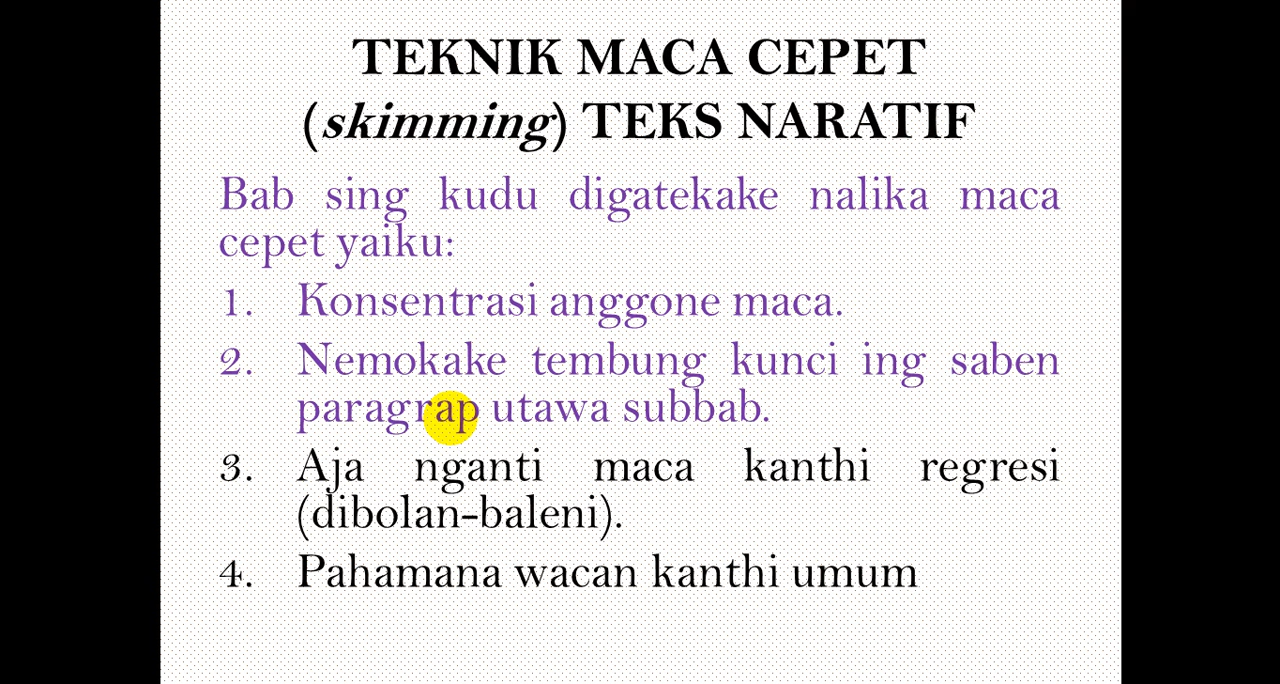 TEKNIK MACA CEPET
(skimming) TEKS NARATIF
Bab sing kudu digatekake nalika maca
cepet yaiku:
1. Konsentrasi anggone maca.
2. Nemokake tembung kunci ing saben
paragrap utawa subbab.
3. Aja nganti maca kanthi regresi
(dibolan-baleni).
4. Pahamana wacan kanthi umum